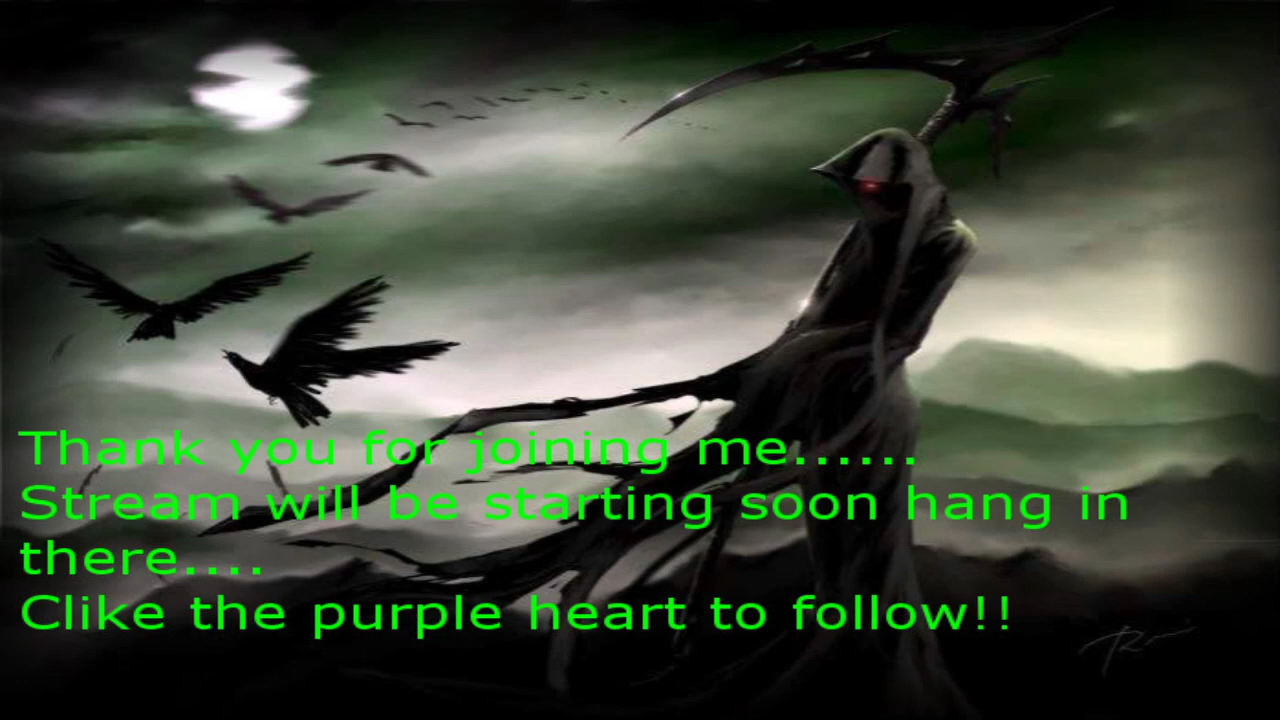 Thank you for joining me......
Stream will be starting soon hang in
there....
Clike the purple heart to follow!!